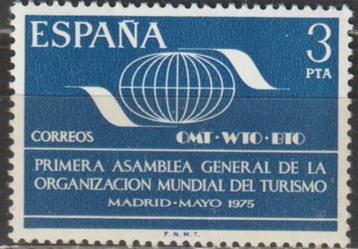 ESPAÑA 3
PTA
CORREOS OMT·WTO·BTO
PRIMERA ASAMBLEA GENERAL DE LA
ORGANIZACION MUNDIAL DEL TURISMO
MADRID-MAYO 1975
F.N.M.T.